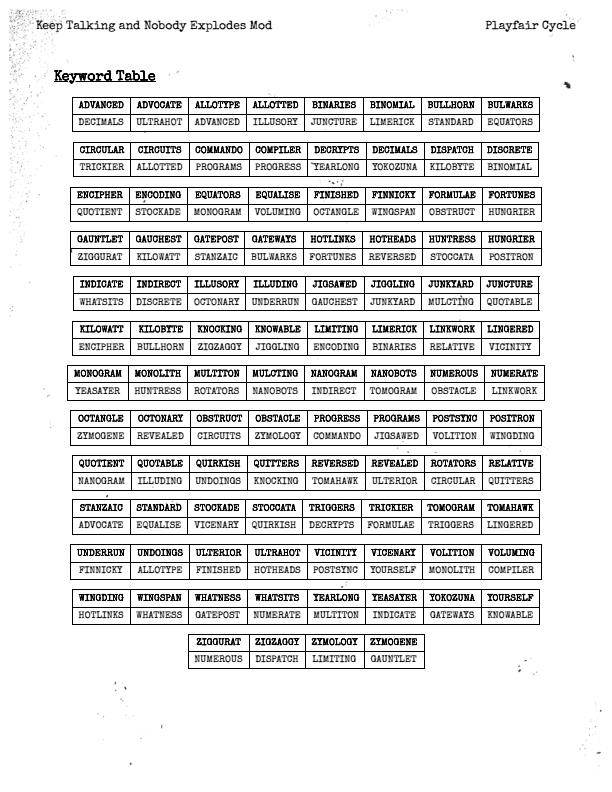 Keep Talking and Nobody Explodes Mod Playfair Cycle
Keyword Table
ADVANCED ADVOCATE ALLOTYPE ALLOTTED BINARIES BINOMIAL BULLHORN BULWARKS
DECIMALS ULTRAHOT ADVANCED ILLUSORY JUNCTURE LIMERICK STANDARD EQUATORS
CIRCULAR CIRCUITS COMMANDO COMPILER DECRYPTS DECIMALS DISPATCH DISCRETE
TRICKIER ALLOTTED PROGRAMS PROGRESS YEARLONG YOKOZUNA KILOBYTE BINOMIAL
ENCIPHER ENCODING EQUATORS EQUALISE FINISHED FINNICKY FORMULAE FORTUNES
QUOTIENT STOCKADE MONOGRAM VOLUMING OCTANGLE WINGSPAN OBSTRUCT HUNGRIER
GAUNTLET GAUCHEST GATEPOST GATEWAYS HOTLINKS HOTHEADS HUNTRESS HUNGRIER
ZIGGURAT KILOWATT STANZAIC BULWARKS FORTUNES REVERSED STOCCATA POSITRON
INDICATE INDIRECT ILLUSORY ILLUDING JIGSAWED JIGGLING JUNKYARD JUNCTURE
WHATSITS DISCRETE OCTONARY UNDERRUN GAUCHEST JUNKYARD MULCTING QUOTABLE
KILOWATT KILOBYTE KNOCKING KNOWABLE LIMITING LIMERICK LINKWORK LINGERED
ENCIPHER BULLHORN ZIGZAGGY JIGGLING ENCODING BINARIES RELATIVE VICINITY
MONOGRAM MONOLITH MULTITON MULCTING NANOGRAM NANOBOTS NUMEROUS NUMERATE
YEASAYER HUNTRESS ROTATORS NANOBOTS INDIRECT TOMOGRAM OBSTACLE LINKWORK
OCTANGLE OCTONARY OBSTRUCT OBSTACLE PROGRESS PROGRAMS POSTSYNC POSITRON
ZYMOGENE REVEALED CIRCUITS ZYMOLOGY COMMANDO JIGSAWED VOLITION WINGDING
QUOTIENT QUOTABLE QUIRKISH QUITTERS REVERSED REVEALED ROTATORS RELATIVE
NANOGRAM ILLUDING UNDOINGS KNOCKING TOMAHAWK ULTERIOR CIRCULAR QUITTERS
STANZAIC STANDARD STOCKADE STOCCATA TRIGGERS TRICKIER TOMOGRAM TOMAHAWK
ADVOCATE EQUALISE VICENARY QUIRKISH DECRYPTS FORMULAE TRIGGERS LINGERED
UNDERRUN UNDOINGS ULTERIOR ULTRAHOT VICINITY VICENARY VOLITION VOLUMING
FINNICKY ALLOTYPE FINISHED HOTHEADS POSTSYNC YOURSELF MONOLITH COMPILER
WINGDING WINGSPAN WHATNESS WHATSITS YEARLONG YEASAYER YOKOZUNA YOURSELF
HOTLINKS WHATNESS GATEPOST NUMERATE MULTITON INDICATE GATEWAYS KNOWABLE
ZIGGURAT ZIGZAGGY ZYMOLOGY ZYMOGENE
NUMEROUS DISPATCH LIMITING GAUNTLET